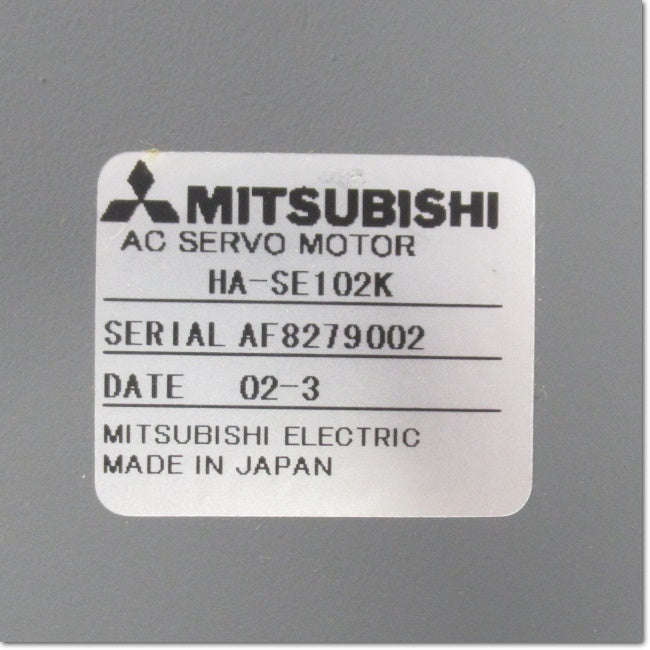 MITSUBISHI
AC SERVO MOTOR
HA-SE102K
SERIAL AF8279002
DATE 02-3
MITSUBISHI ELECTRIC
MADE IN JAPAN